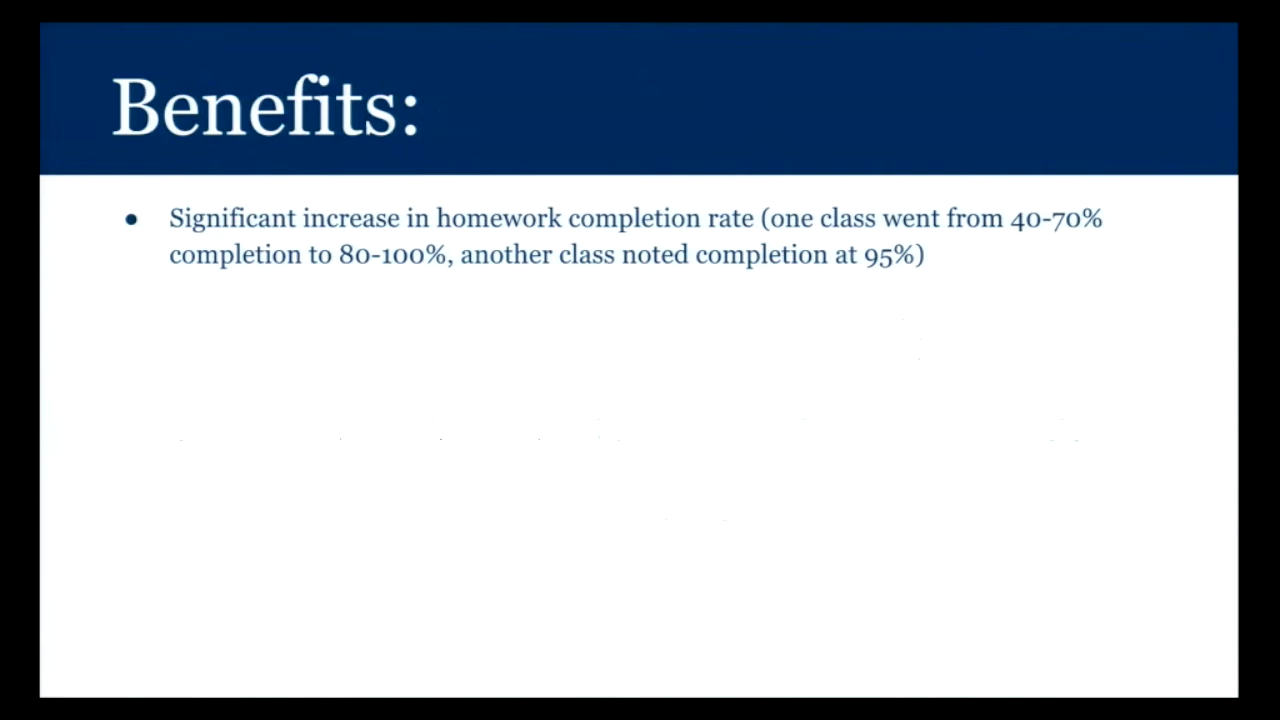 Benefits:
● Significant increase in homework completion rate (one class went from 40-70%
completion to 80-100%, another class noted completion at 95%)